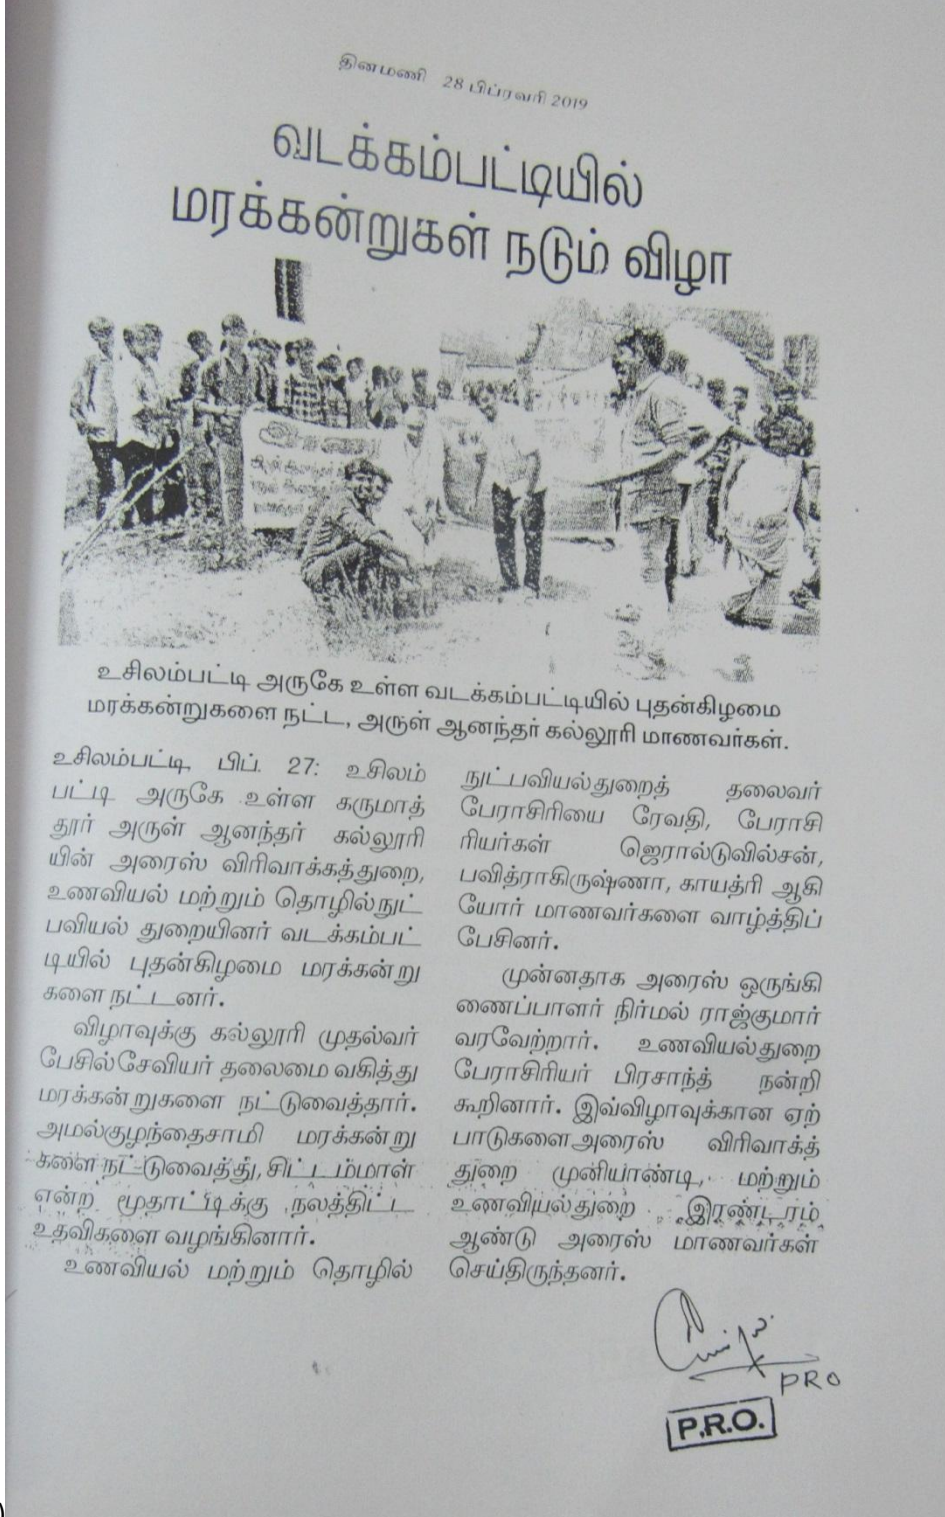 தினமணி 28 பிப்ரவரி 2019
வடக்கம்பட்டியில்
மரக்கன்றுகள் நடும் விழா
உசிலம்பட்டி அருகே உள்ள வடக்கம்பட்டியில் புதன்கிழமை
மரக்கன்றுகளை நட்ட, அருள் ஆனந்தர் கல்லூரி மாணவர்கள்.
உசிலம்பட்டி, பிப். 27: உசிலம்
பட்டி அருகே உள்ள கருமாத்
தூர் அருள் ஆனந்தர் கல்லூரி
யின் அரைஸ் விரிவாக்கத்துறை,
உணவியல் மற்றும் தொழில்நுட்
பவியல் துறையினர் வடக்கம்பட்
டியில் புதன்கிழமை மரக்கன்று
களை நட்டனர்.
விழாவுக்கு கல்லூரி முதல்வர்
பேசில்சேவியர் தலைமை வகித்து
மரக்கன்றுகளை நட்டுவைத்தார்.
அமல்குழந்தைசாமி மரக்கன்று
களை நட்டுவைத்து, சிட்டம்மாள்
என்ற மூதாட்டிக்கு நலத்திட்ட
உதவிகளை வழங்கினார்.
உணவியல் மற்றும் தொழில்
நுட்பவியல்துறைத் தலைவர்
பேராசிரியை ரேவதி, பேராசி
ரியர்கள் ஜெரால்டுவில்சன்,
பவித்ராகிருஷ்ணா, காயத்ரி ஆகி
யோர் மாணவர்களை வாழ்த்திப்
பேசினர்.
முன்னதாக அரைஸ் ஒருங்கி
ணைப்பாளர் நிர்மல் ராஜ்குமார்
வரவேற்றார். உணவியல்துறை
பேராசிரியர் பிரசாந்த் நன்றி
கூறினார். இவ்விழாவுக்கான ஏற்
பாடுகளை அரைஸ் விரிவாக்த்
துறை முனியாண்டி, மற்றும்
உணவியல்துறை இரண்டாம்
ஆண்டு அரைஸ் மாணவர்கள்
செய்திருந்தனர்.
PRO
P.R.O.